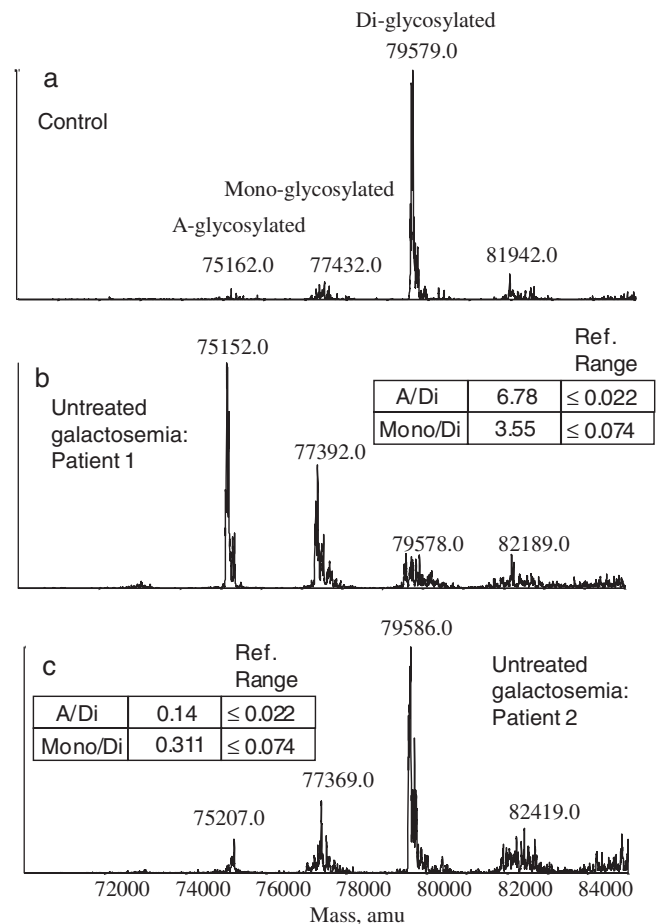 Di-glycosylated
79579.0
a
Control
Mono-glycosylated
A-glycosylated
75162.0
77432.0
81942.0
75152.0
b
Untreated
galactosemia:
Patient 1
Ref.
Range
A/Di 6.78 ≤ 0.022
Mono/Di 3.55 ≤ 0.074
77392.0
79578.0
82189.0
79586.0
c
Ref.
Range
A/Di 0.14 ≤ 0.022
Mono/Di 0.311 ≤ 0.074
Untreated
galactosemia:
Patient 2
77369.0
75207.0
82419.0
72000 74000 76000 78000 80000 82000 84000
Mass, amu